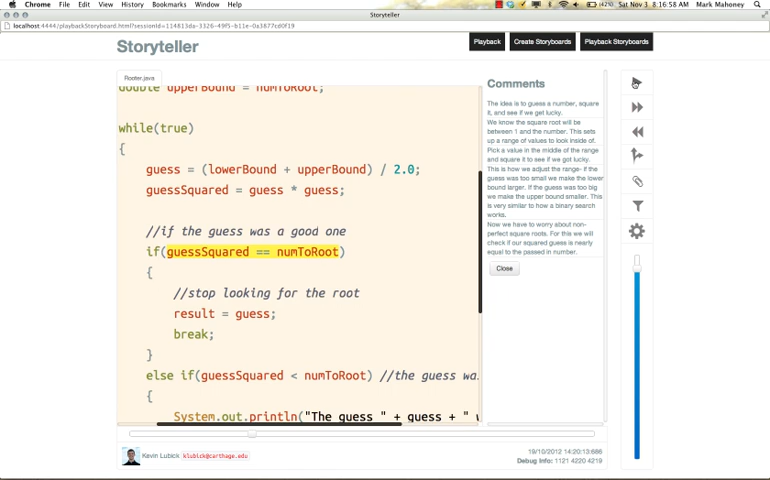 Chrome File Edit View History Bookmarks Window Help
(4:21) Sat Nov 3 8:16:58 AM Mark Mahoney
Storyteller
localhost:4444/playbackStoryboard.html?sessionId=114813da-3326-49f5-b11e-0a3877cd0f19
Storyteller
Playback Create Storyboards Playback Storyboards
Rooter.java
double upperBound = numToRoot;
while(true)
{
guess = (lowerBound + upperBound) / 2.0;
guessSquared = guess * guess;
//if the guess was a good one
if(guessSquared == numToRoot)
{
//stop looking for the root
result = guess;
break;
}
else if(guessSquared < numToRoot) //the guess wa
{
System.out.println("The guess " + guess + " w
Comments
The idea is to guess a number, square
it, and see if we get lucky.
We know the square root will be
between 1 and the number. This sets
up a range of values to look inside of.
Pick a value in the middle of the range
and square it to see if we got lucky.
This is how we adjust the range- if the
guess was too small we make the lower
bound larger. If the guess was too big
we make the upper bound smaller. This
is very similar to how a binary search
works.
Now we have to worry about non-
perfect square roots. For this we will
check if our squared guess is nearly
equal to the passed in number.
Close
Kevin Lubick klubick@carthage.edu
19/10/2012 14:20:13:686
Debug Info: 1121 4220 4219